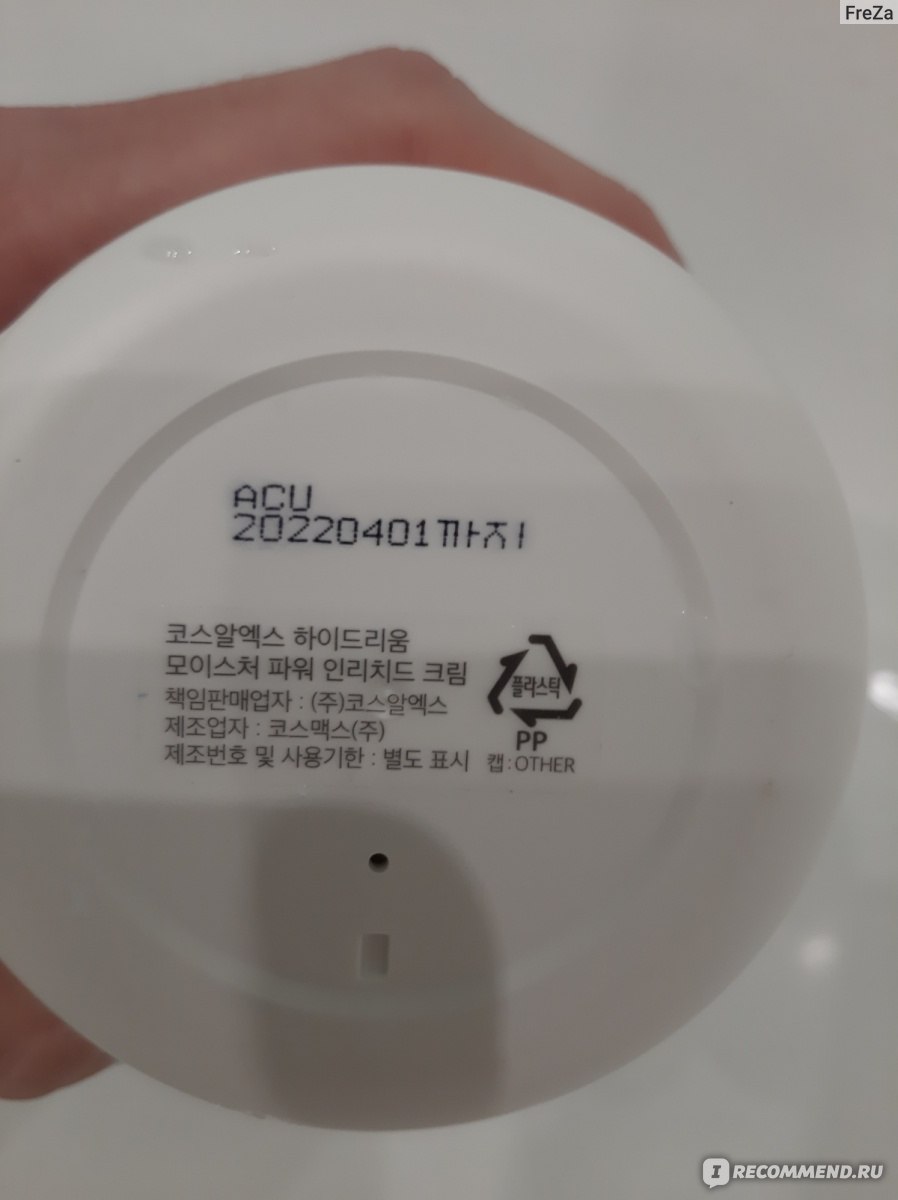 FreZa
ACU
20220401까지
코스알엑스 하이드리움
모이스처 파워 인리치드 크림
책임판매업자 : (주)코스알엑스
제조업자 : 코스맥스(주)
제조번호 및 사용기한 : 별도 표시
플라스틱
PP
캡:OTHER
IRECOMMEND.RU